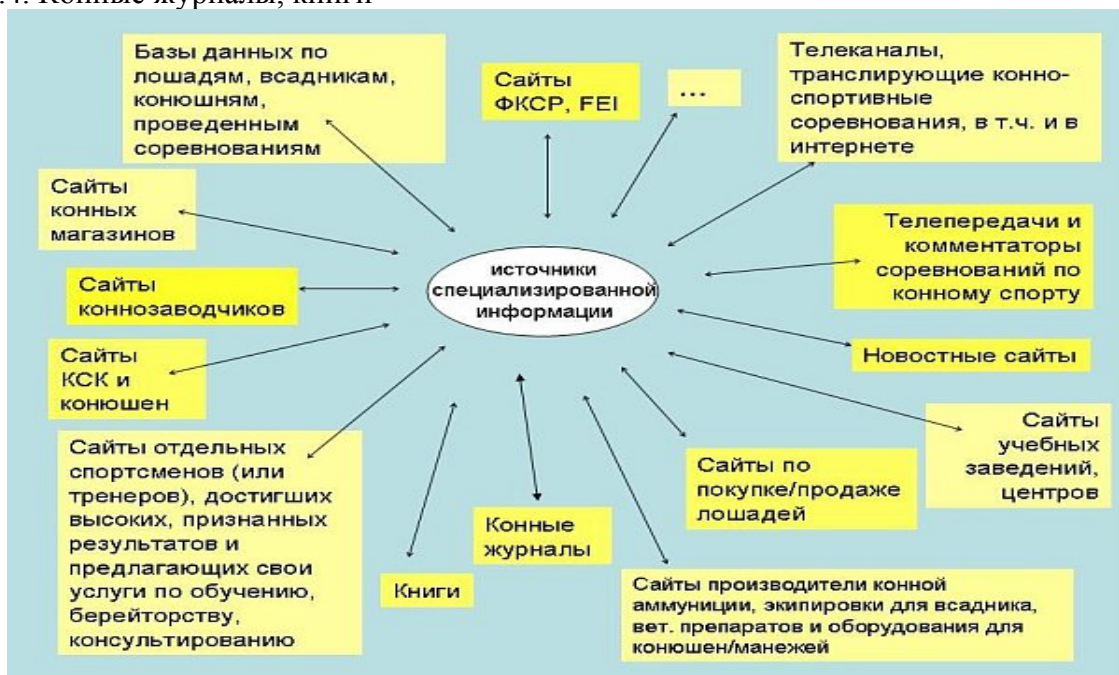 .4. Конные журналы, книги
Базы данных по
лошадям, всадникам,
конюшням,
проведенным
соревнованиям
Сайты
ФКСР, FEI
...
Телеканалы,
транслирующие конно-
спортивные
соревнования, в т.ч. и в
интернете
Сайты
конных
магазинов
Телепередачи и
комментаторы
соревнований по
конному спорту
источники
специализированной
информации
Сайты
коннозаводчиков
Новостные сайты
Сайты
КСК и
конюшен
Сайты
учебных
заведений,
центров
Сайты отдельных
спортсменов (или
тренеров), достигших
высоких, признанных
результатов и
предлагающих свои
услуги по обучению,
берейторству,
консультированию
Сайты по
покупке/продаже
лошадей
Конные
журналы
Книги
Сайты производители конной
аммуниции, экипировки для всадника,
вет. препаратов и оборудования для
конюшен/манежей